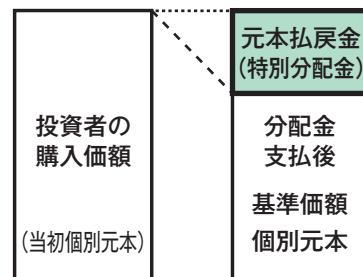 投資者の
購入価額
(当初個別元本)
元本払戻金
(特別分配金)
分配金
支払後
基準価額
個別元本